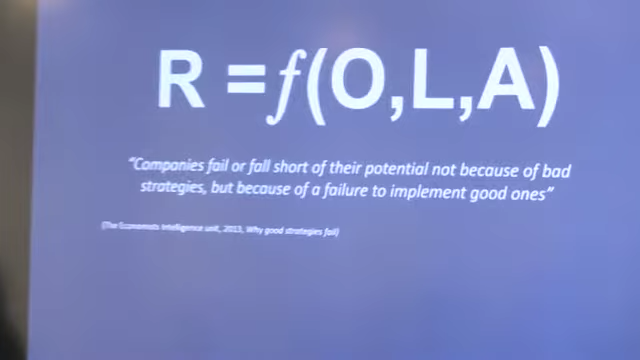 R = f(O,L,A)
"Companies fail or fall short of their potential not because of bad
strategies, but because of a failure to implement good ones"
(The Economists Intelligence unit, 2013, Why good strategies fail)